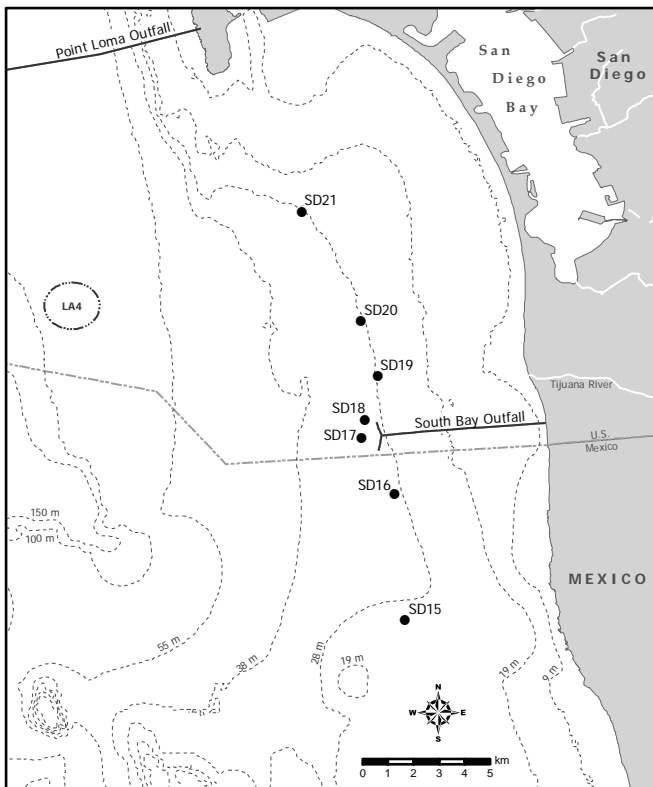 Point Loma Outfall
San
Diego
Bay
San
Diego
SD21
LA4
SD20
SD19
Tijuana River
SD18
South Bay Outfall
SD17
U.S.
Mexico
SD16
150 m
100 m
MEXICO
SD15
55 m
38 m
28 m
19 m
19 m
9 m
N
W E
S
km
0 1 2 3 4 5